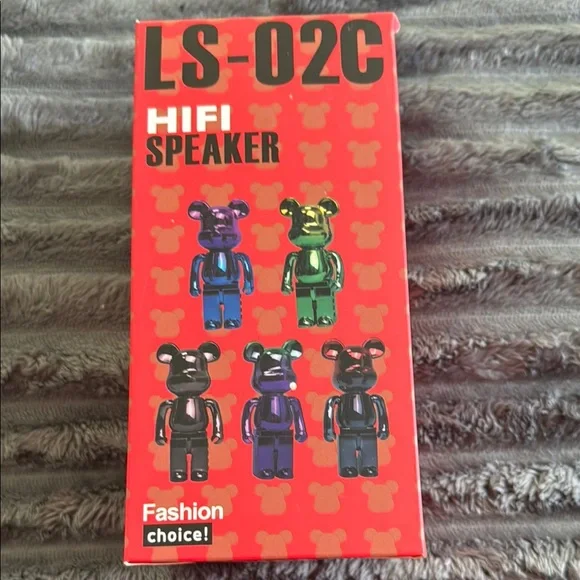 LS-02C
HIFI
SPEAKER
Fashion
choice!